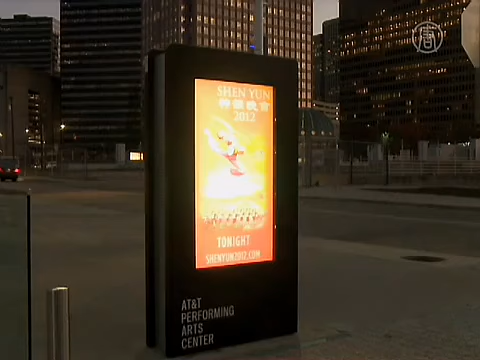 SHEN YUN
神韻晚會
2012
TONIGHT
SHENYUN2012.COM
AT&T
PERFORMING
ARTS
CENTER